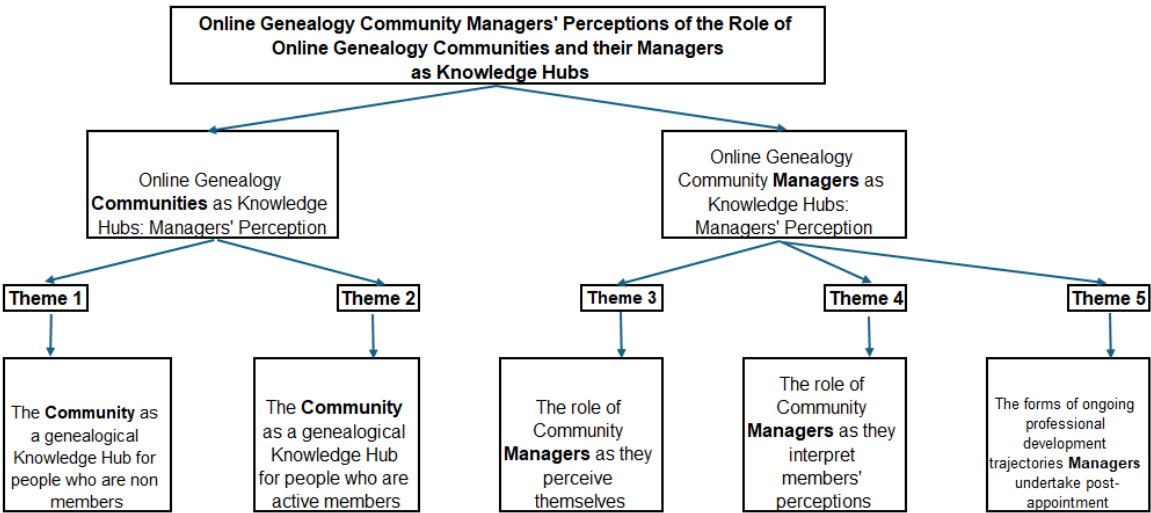 Online Genealogy Community Managers' Perceptions of the Role of
Online Genealogy Communities and their Managers
as Knowledge Hubs
Online Genealogy
Communities as Knowledge
Hubs: Managers' Perception
Online Genealogy
Community Managers as
Knowledge Hubs:
Managers' Perception
Theme 1
Theme 2
Theme 3
Theme 4
Theme 5
The Community as
a genealogical
Knowledge Hub for
people who are non
members
The Community
as a genealogical
Knowledge Hub
for people who are
active members
The role of
Community
Managers as they
perceive
themselves
The role of
Community
Managers as they
interpret
members'
perceptions
The forms of ongoing
professional
development
trajectories Managers
undertake post-
appointment